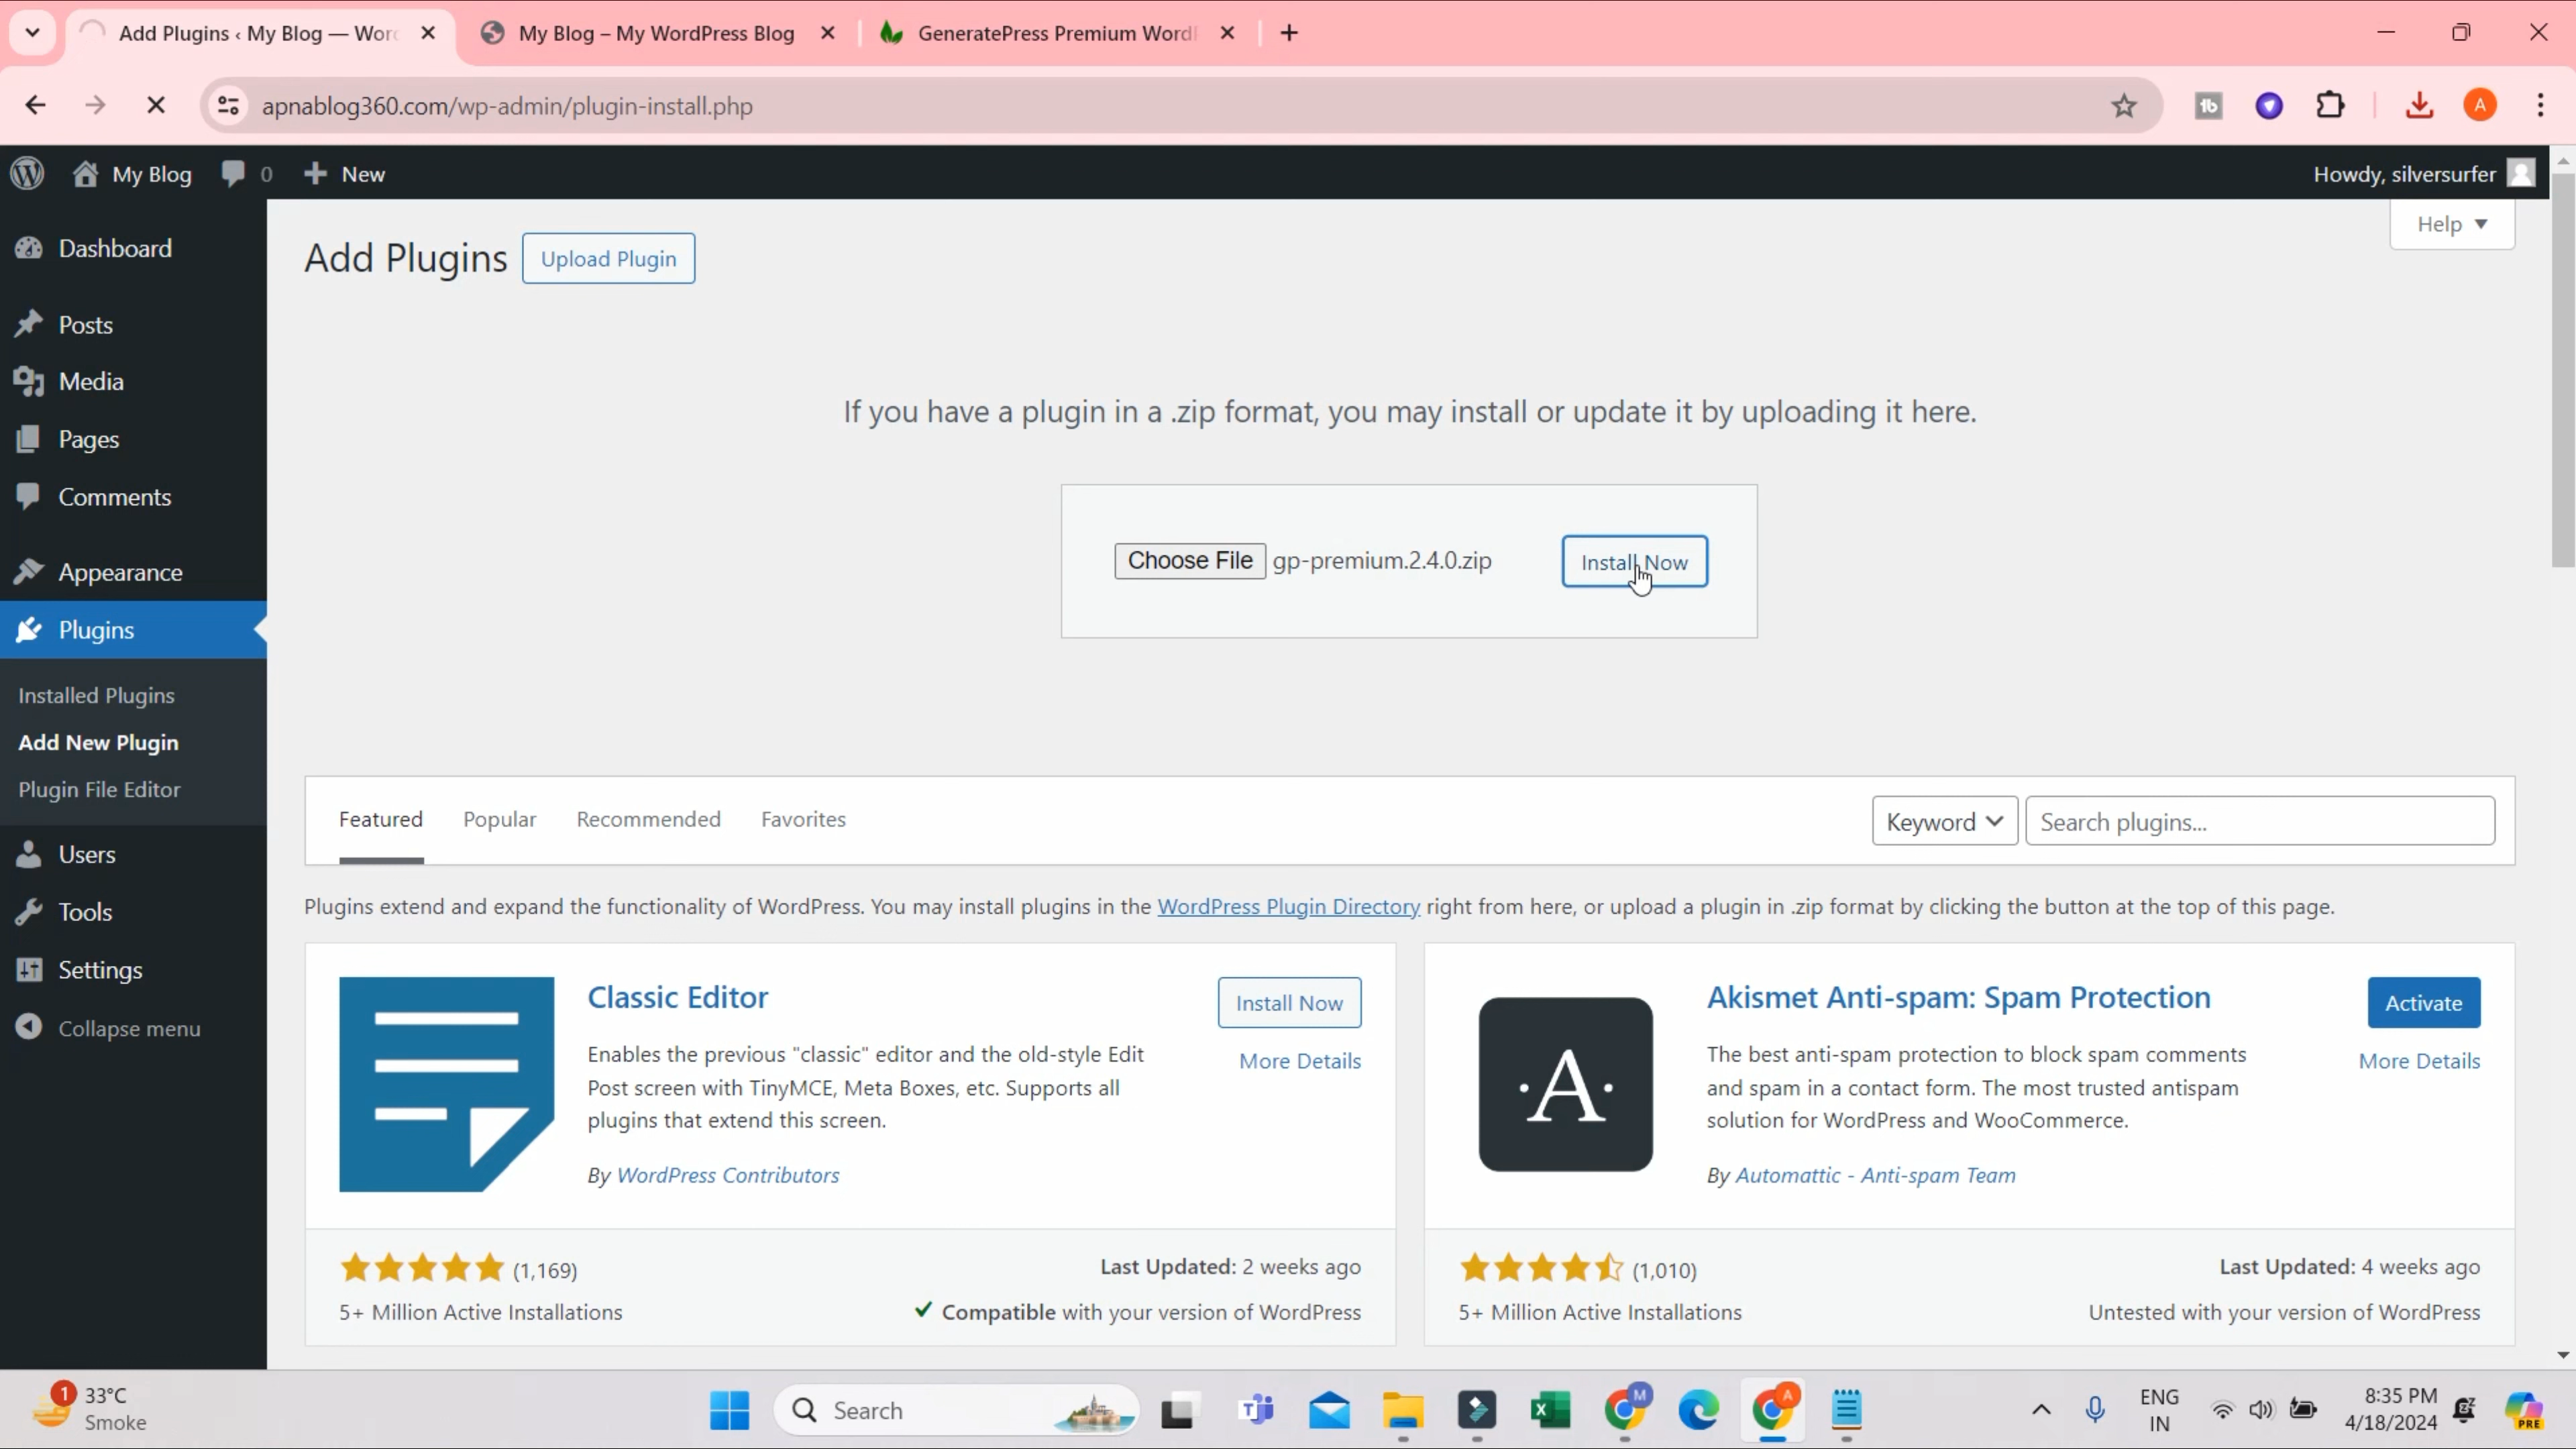 Add Plugins ‹ My Blog — Wor
My Blog – My WordPress Blog
GeneratePress Premium Word
apnablog360.com/wp-admin/plugin-install.php
My Blog
0
New
Howdy, silversurfer
Dashboard
Posts
Media
Pages
Comments
Appearance
Plugins
Installed Plugins
Add New Plugin
Plugin File Editor
Users
Tools
Settings
Collapse menu
Help
Add Plugins
Upload Plugin
If you have a plugin in a .zip format, you may install or update it by uploading it here.
Choose File gp-premium.2.4.0.zip
Install Now
Featured
Popular
Recommended
Favorites
Keyword
Search plugins...
Plugins extend and expand the functionality of WordPress. You may install plugins in the WordPress Plugin Directory right from here, or upload a plugin in .zip format by clicking the button at the top of this page.
Classic Editor
Install Now
More Details
Enables the previous "classic" editor and the old-style Edit
Post screen with TinyMCE, Meta Boxes, etc. Supports all
plugins that extend this screen.
By WordPress Contributors
(1,169)
5+ Million Active Installations
Last Updated: 2 weeks ago
Compatible with your version of WordPress
·A·
Akismet Anti-spam: Spam Protection
Activate
More Details
The best anti-spam protection to block spam comments
and spam in a contact form. The most trusted antispam
solution for WordPress and WooCommerce.
By Automattic - Anti-spam Team
(1,010)
5+ Million Active Installations
Last Updated: 4 weeks ago
Untested with your version of WordPress
1
33°C
Smoke
Search
M
A
ENG
IN
8:35 PM
4/18/2024
PRE